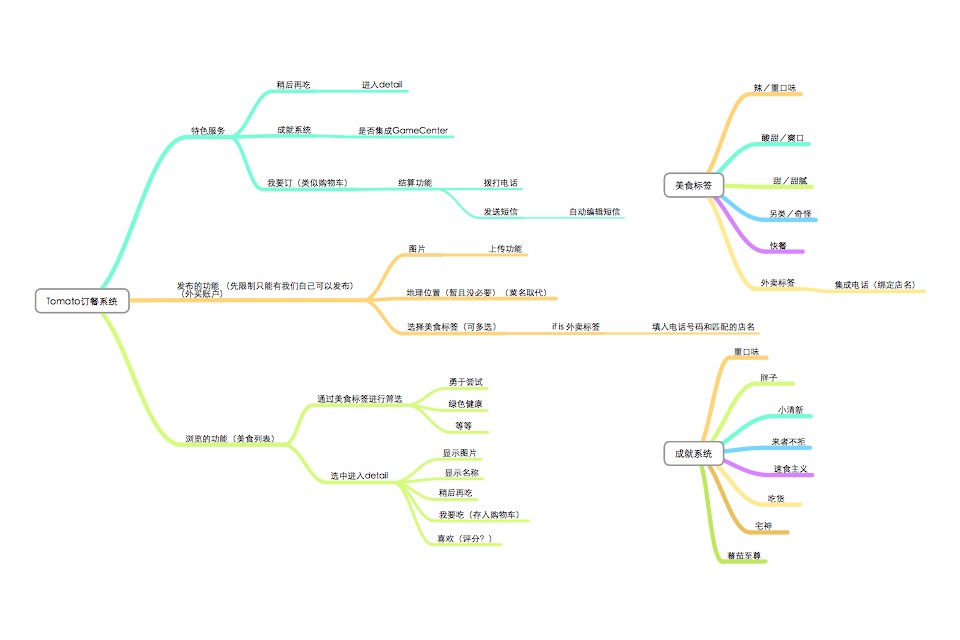 Tomato订餐系统
特色服务
稍后再吃
进入detail
成就系统
是否集成GameCenter
我要订（类似购物车）
结算功能
拨打电话
发送短信
自动编辑短信
发布的功能 （先限制只能有我们自己可以发布）
（外买账户）
图片
上传功能
地理位置（暂且没必要）（菜名取代）
选择美食标签（可多选）
if is 外卖标签
填入电话号码和匹配的店名
浏览的功能（美食列表）
通过美食标签进行筛选
勇于尝试
绿色健康
等等
选中进入detail
显示图片
显示名称
稍后再吃
我要吃（存入购物车）
喜欢（评分？）
美食标签
辣／重口味
酸甜／爽口
甜／甜腻
另类／奇怪
快餐
外卖标签
集成电话（绑定店名）
成就系统
重口味
胖子
小清新
来者不拒
速食主义
吃货
宅神
蕃茄至尊